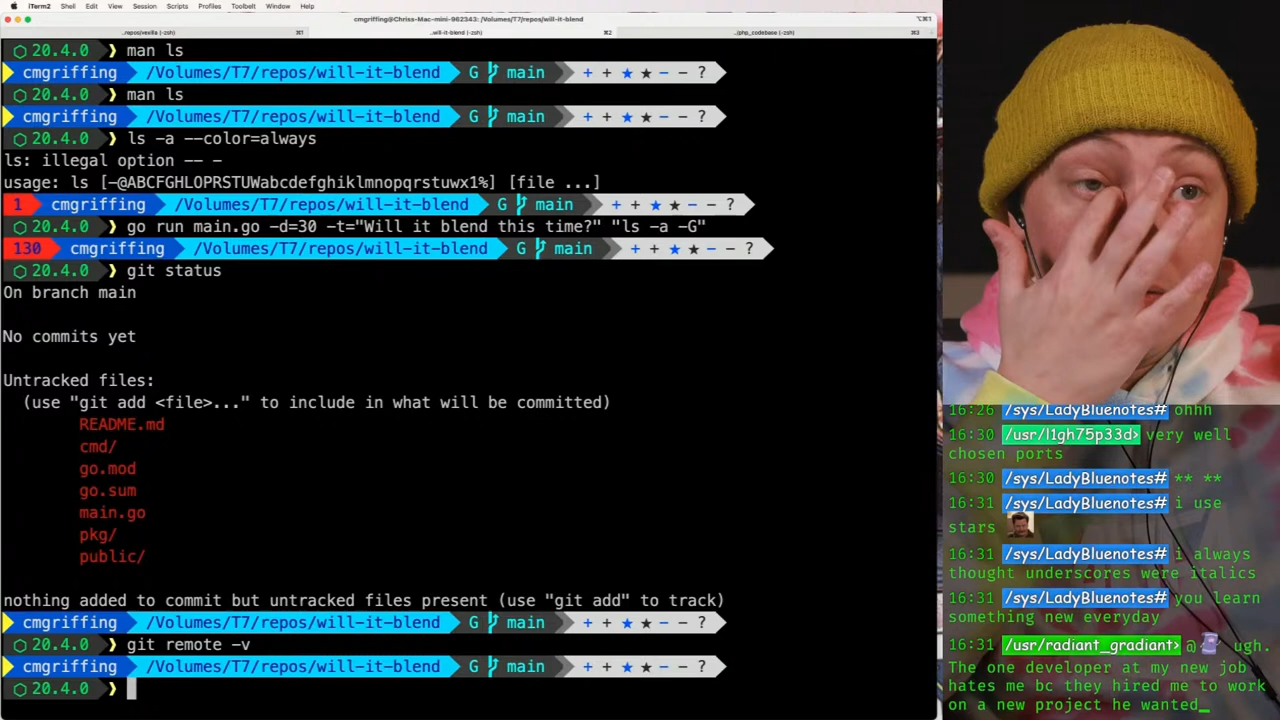 iTerm2 Shell Edit View Session Scripts Profiles Toolbelt Window Help
cmgriffing@Chriss-Mac-mini-962343: /Volumes/T7/repos/will-it-blend ⌥⌘1
..repos/vexilla (-zsh) ⌘1 ..will-it-blend (-zsh) ⌘2 ../php_codebase (-zsh) ⌘3
20.4.0 ❯ man ls
cmgriffing /Volumes/T7/repos/will-it-blend G main + + ★ ★ − − ?
20.4.0 ❯ man ls
cmgriffing /Volumes/T7/repos/will-it-blend G main + + ★ ★ − − ?
20.4.0 ❯ ls -a --color=always
ls: illegal option -- -
usage: ls [-@ABCFGHLOPRSTUWabcdefghiklmnopqrstuwx1%] [file ...]
1 cmgriffing /Volumes/T7/repos/will-it-blend G main + + ★ ★ − − ?
20.4.0 ❯ go run main.go -d=30 -t="Will it blend this time?" "ls -a -G"
130 cmgriffing /Volumes/T7/repos/will-it-blend G main + + ★ ★ − − ?
20.4.0 ❯ git status
On branch main
No commits yet
Untracked files:
(use "git add <file>..." to include in what will be committed)
README.md
cmd/
go.mod
go.sum
main.go
pkg/
public/
nothing added to commit but untracked files present (use "git add" to track)
cmgriffing /Volumes/T7/repos/will-it-blend G main + + ★ ★ − − ?
20.4.0 ❯ git remote -v
cmgriffing /Volumes/T7/repos/will-it-blend G main + + ★ ★ − − ?
20.4.0 ❯
16:26 /sys/LadyBluenotes# ohhh
16:30 /usr/l1gh75p33d> very well
chosen ports
16:30 /sys/LadyBluenotes# ** **
16:31 /sys/LadyBluenotes# i use
stars
16:31 /sys/LadyBluenotes# i always
thought underscores were italics
16:31 /sys/LadyBluenotes# you learn
something new everyday
16:31 /usr/radiant_gradiant> @ ugh.
The one developer at my new job
hates me bc they hired me to work
on a new project he wanted_